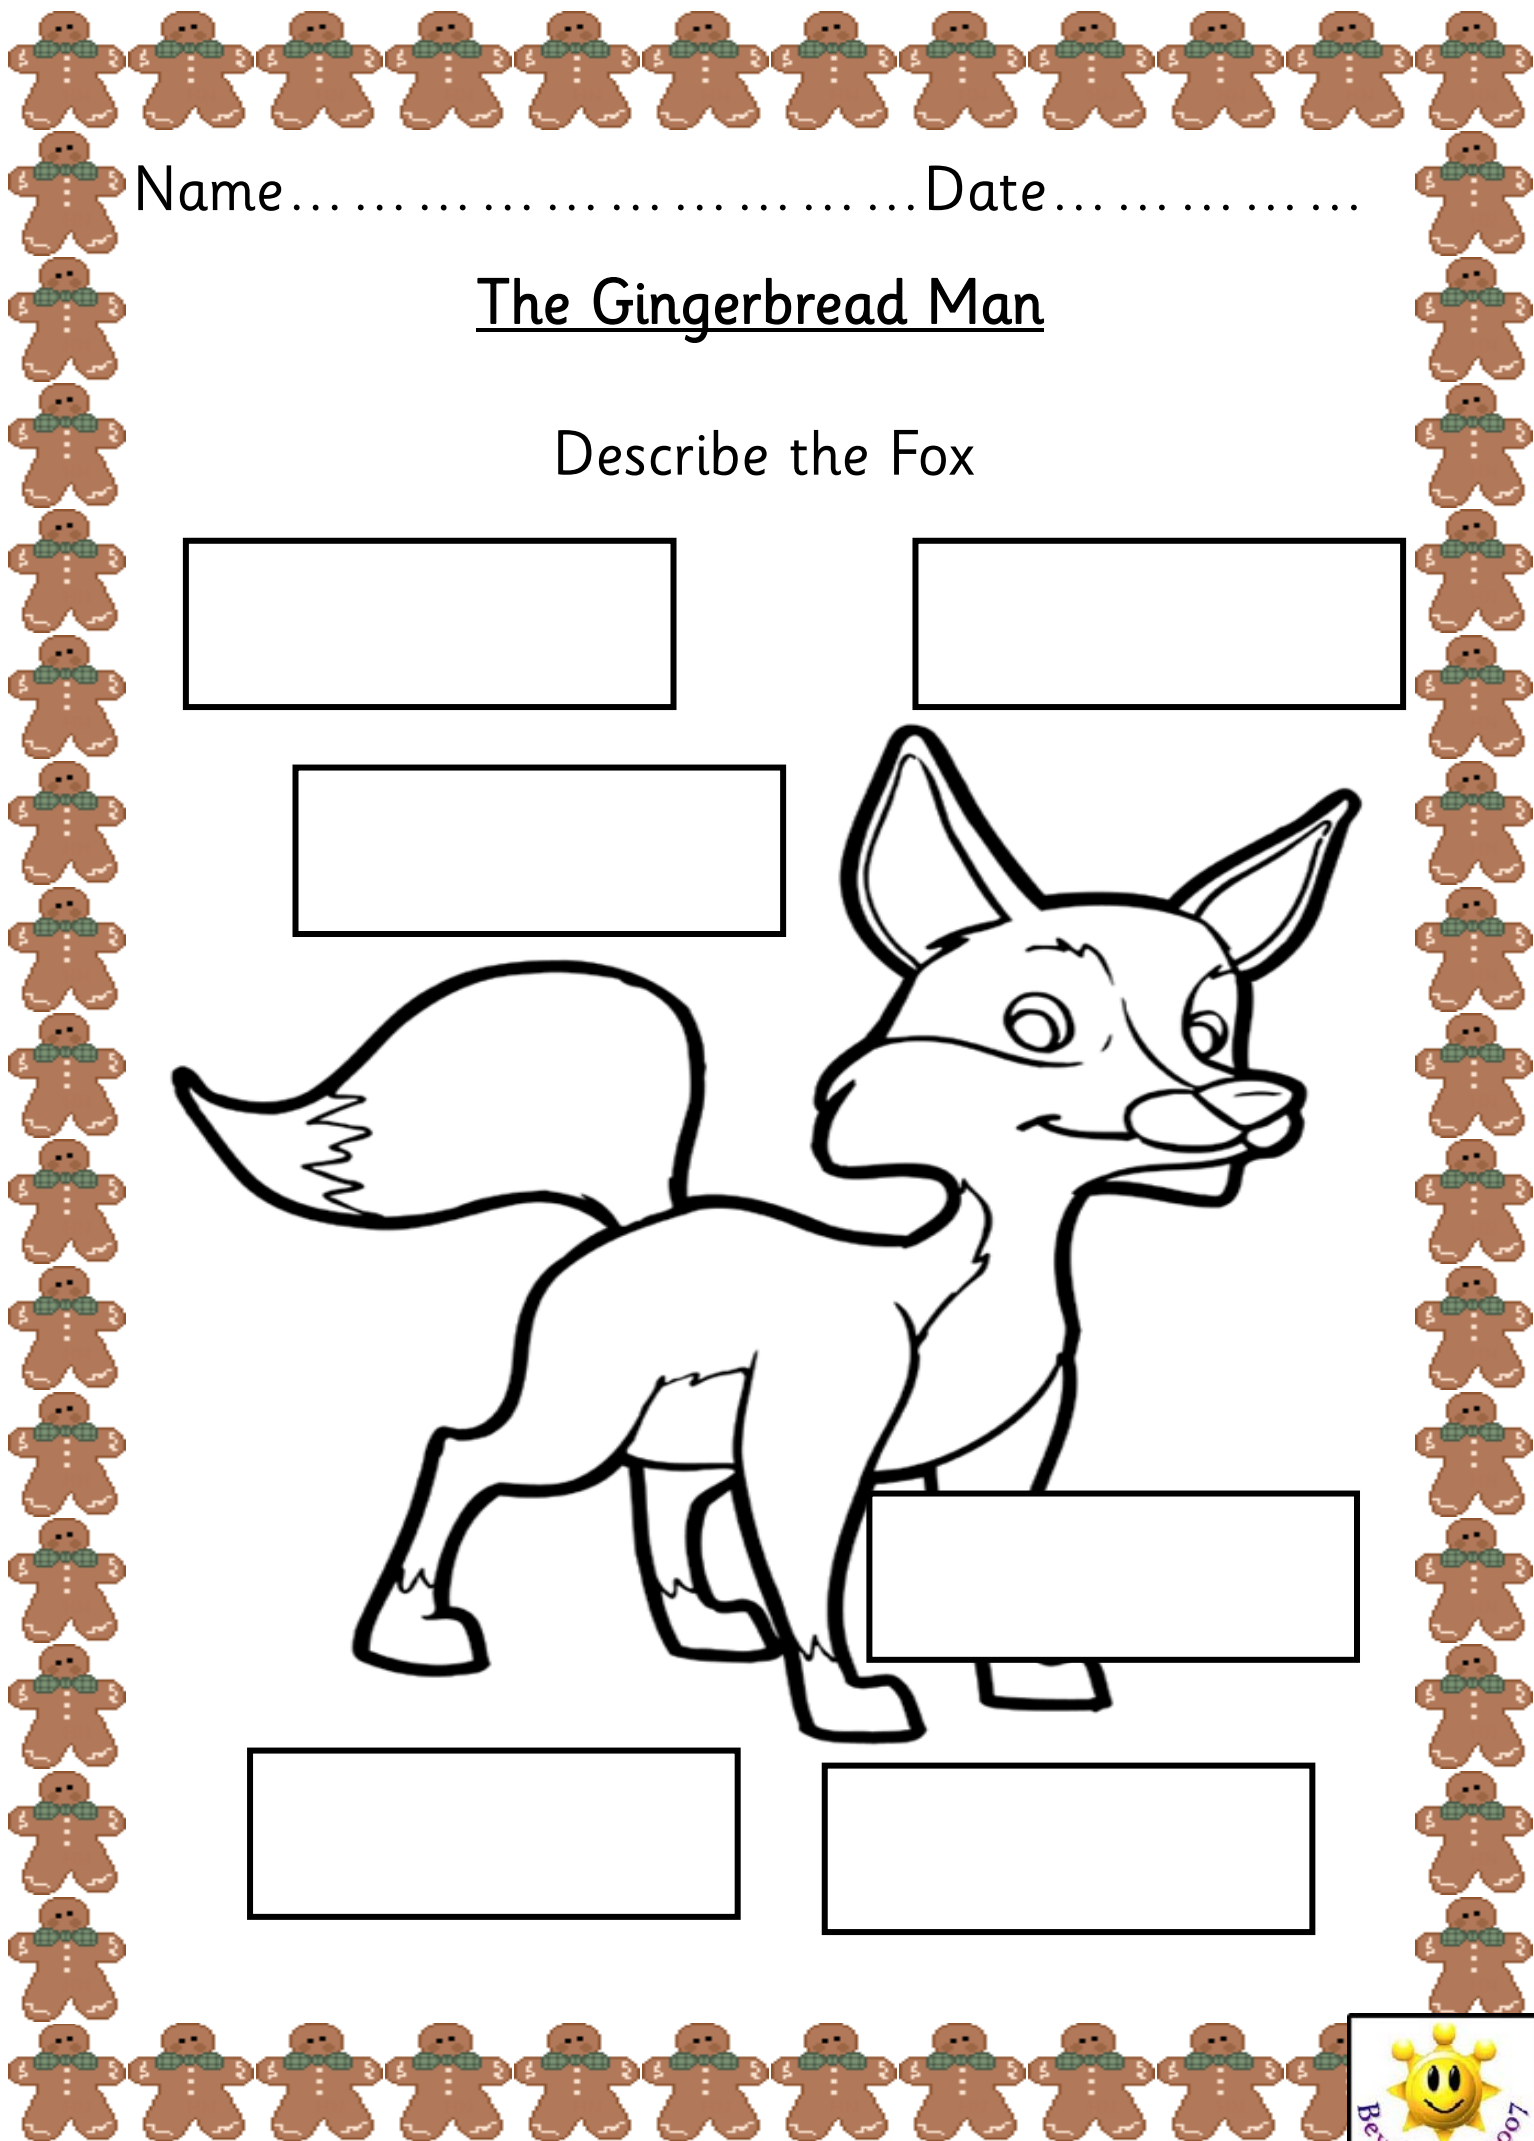 Name……………………………Date……………
The Gingerbread Man
Describe the Fox